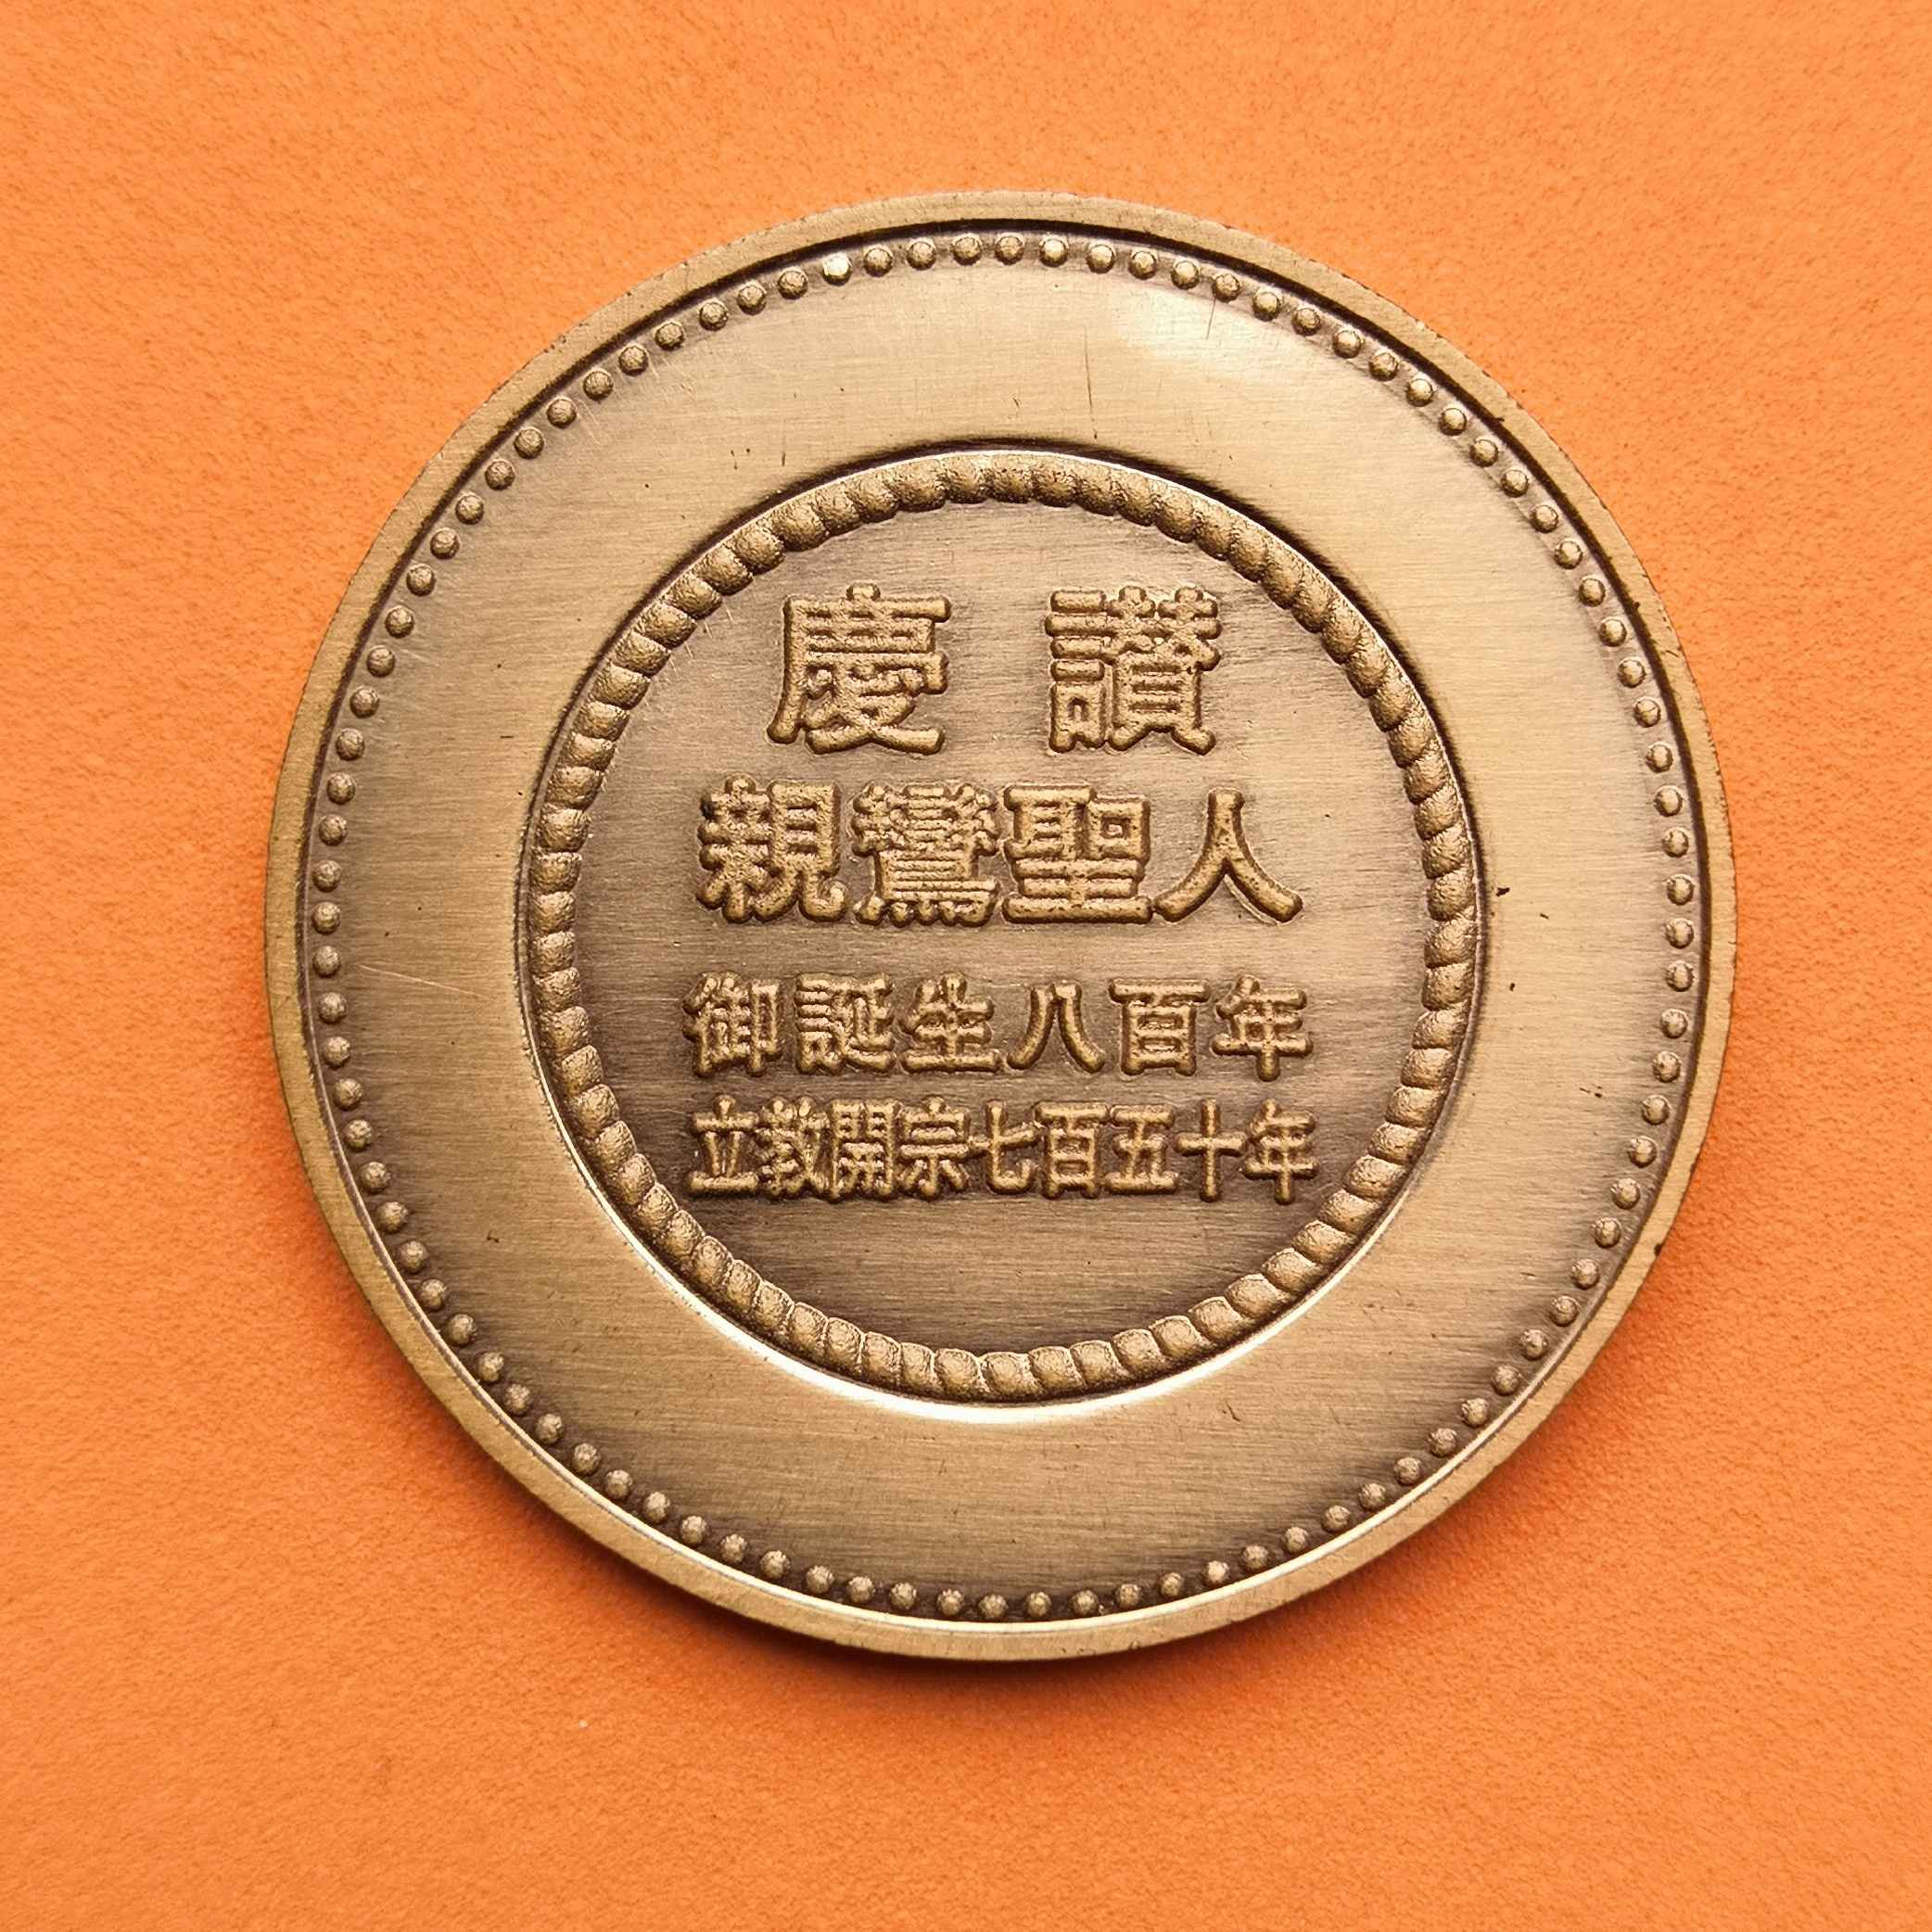 慶讃
親鸞聖人
御誕生八百年
立教開宗七百五十年